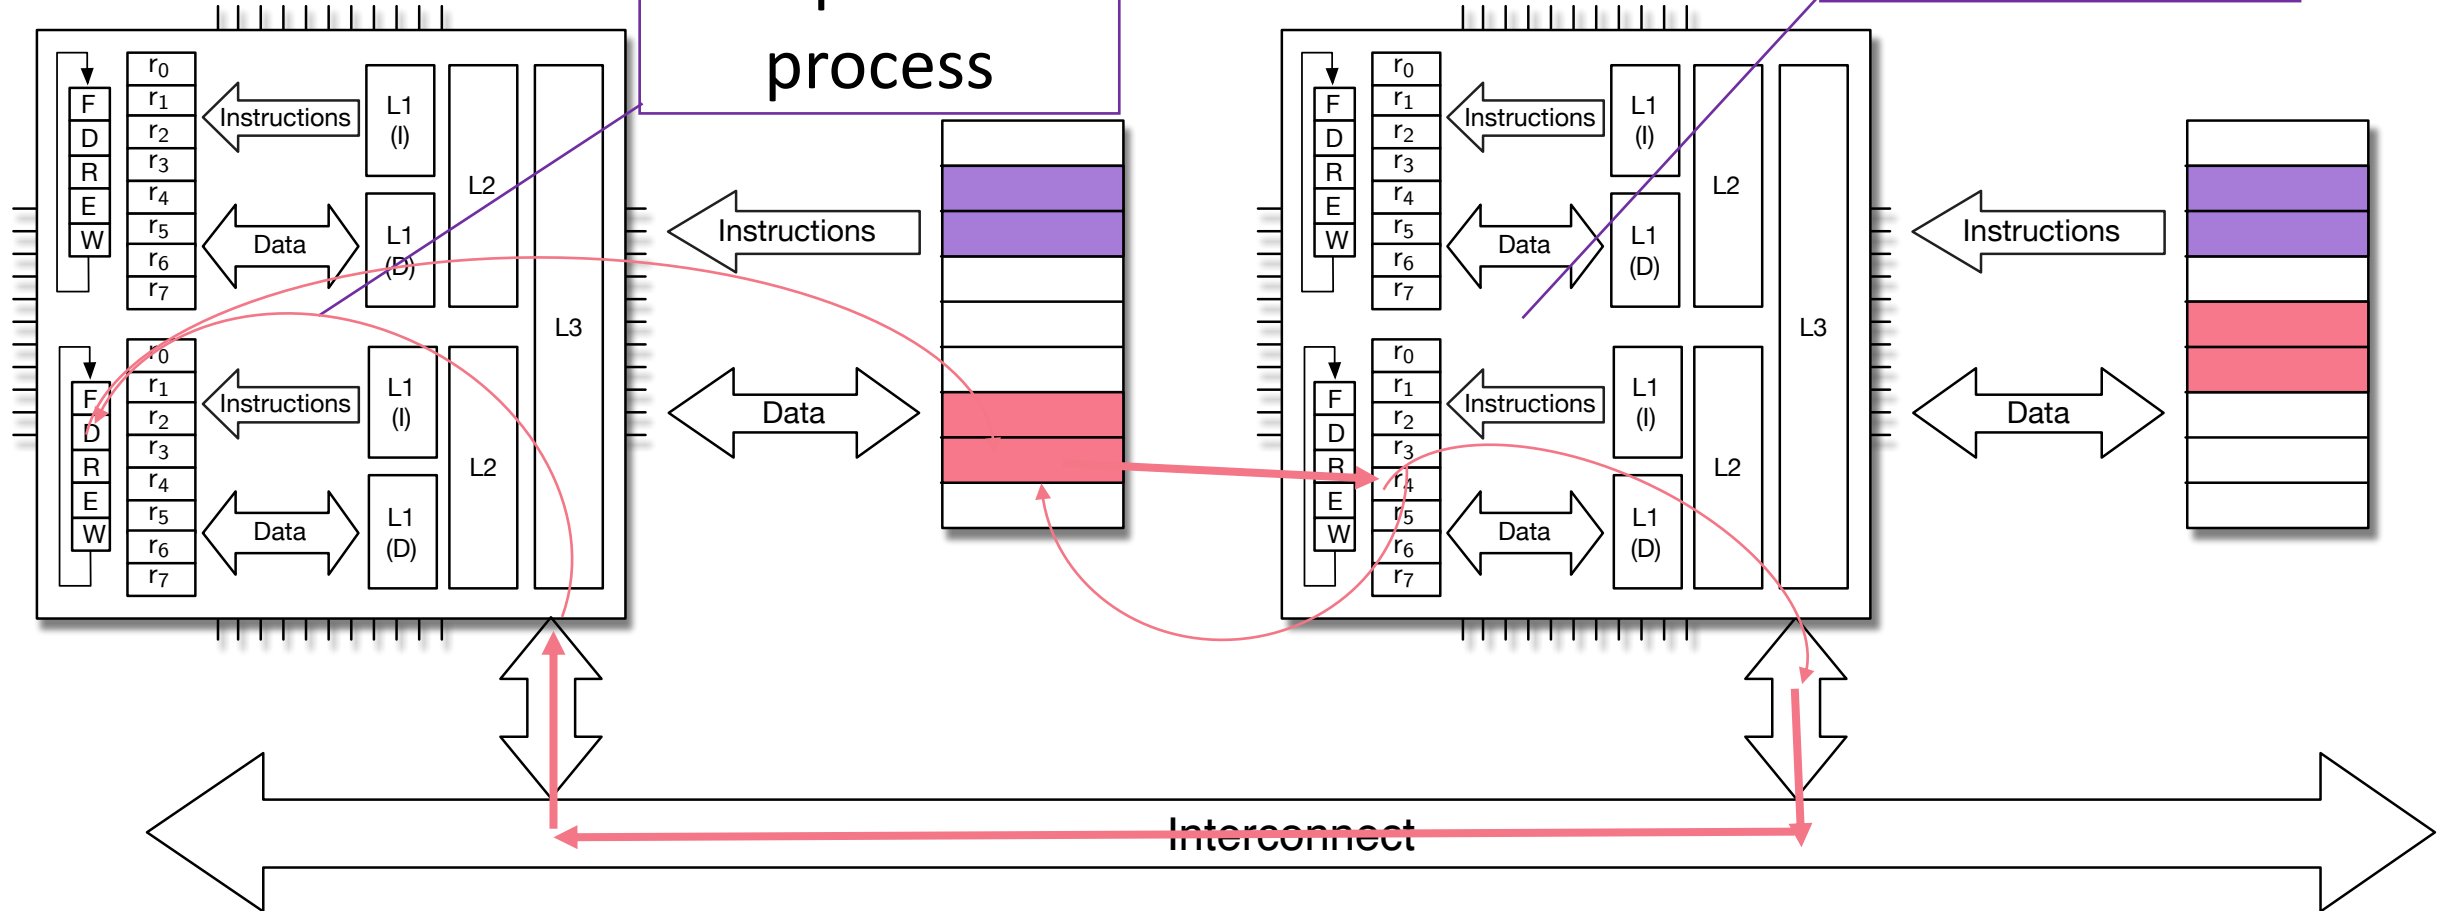 process
F
D
R
E
W
r0
r1
r2
r3
r4
r5
r6
r7
Instructions
Data
L1
(I)
L1
(D)
L2
L3
F
D
R
E
W
r0
r1
r2
r3
r4
r5
r6
r7
Instructions
Data
L1
(I)
L1
(D)
L2
Instructions
Data
F
D
R
E
W
r0
r1
r2
r3
r4
r5
r6
r7
Instructions
Data
L1
(I)
L1
(D)
L2
L3
F
D
R
E
W
r0
r1
r2
r3
r4
r5
r6
r7
Instructions
Data
L1
(I)
L1
(D)
L2
Instructions
Data
Interconnect